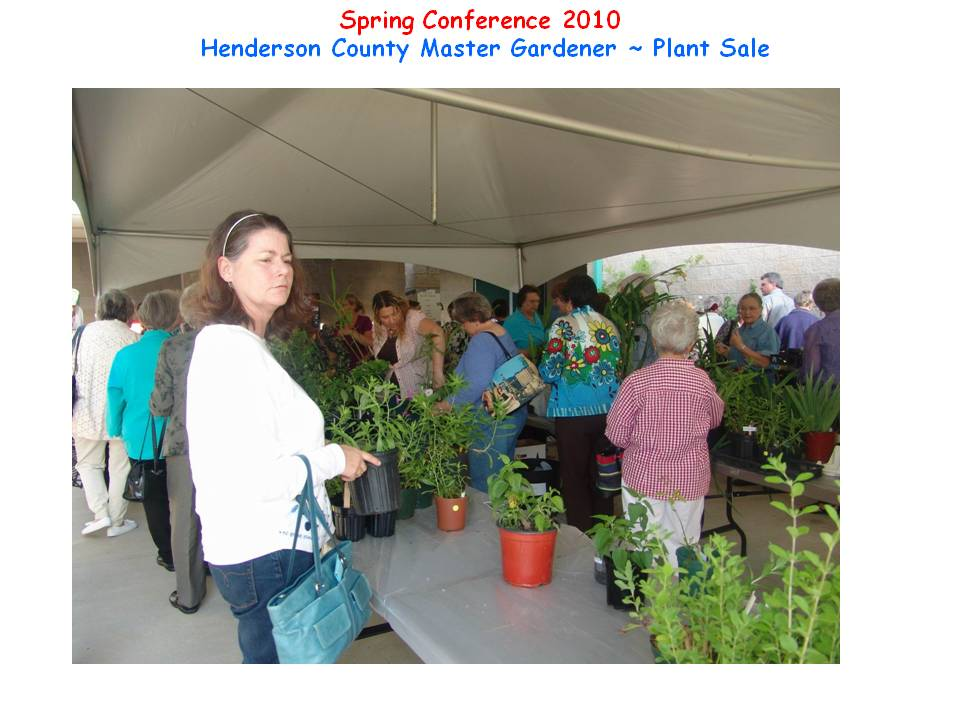 Spring Conference 2010
Henderson County Master Gardener ~ Plant Sale